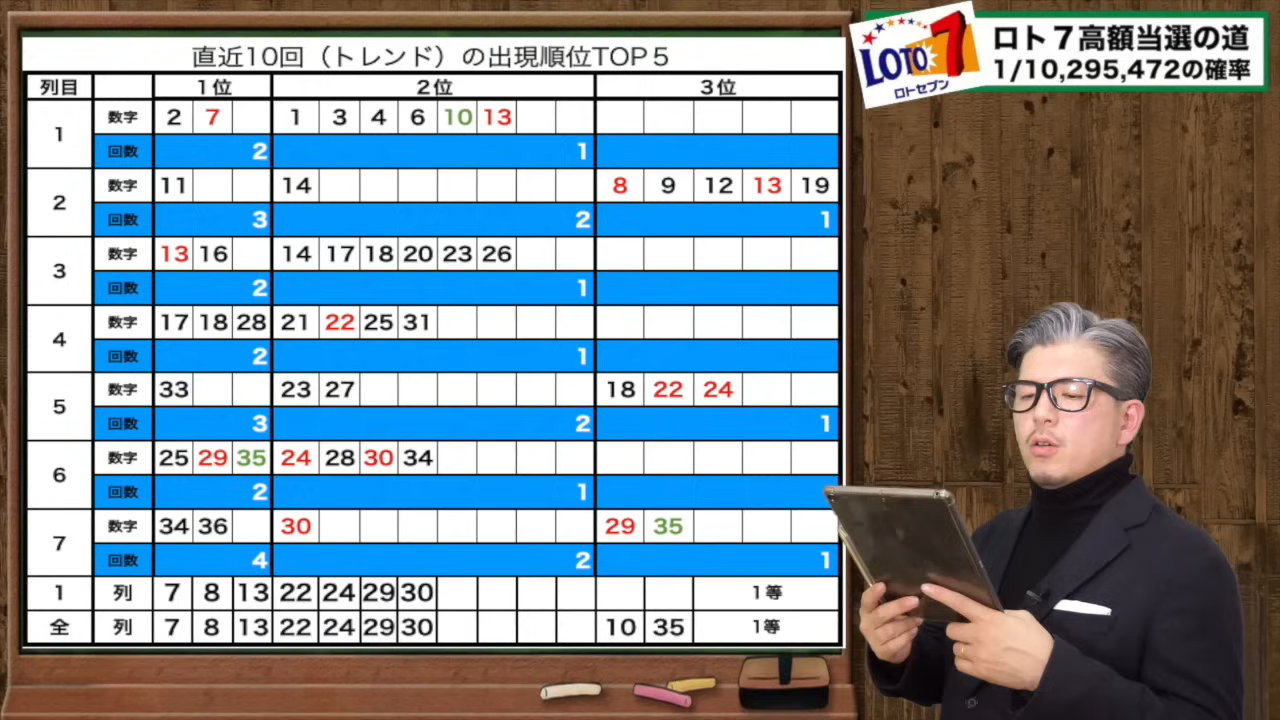 直近10回（トレンド）の出現順位TOP５
列目 １位 ２位 ３位
1 数字 2 7 1 3 4 6 10 13
回数 2 1
2 数字 11 14 8 9 12 13 19
回数 3 2 1
3 数字 13 16 14 17 18 20 23 26
回数 2 1
4 数字 17 18 28 21 22 25 31
回数 2 1
5 数字 33 23 27 18 22 24
回数 3 2 1
6 数字 25 29 35 24 28 30 34
回数 2 1
7 数字 34 36 30 29 35
回数 4 2 1
1 列 7 8 13 22 24 29 30 １等
全 列 7 8 13 22 24 29 30 10 35 １等
LOTO7
ロトセブン
ロト７高額当選の道
1/10,295,472の確率